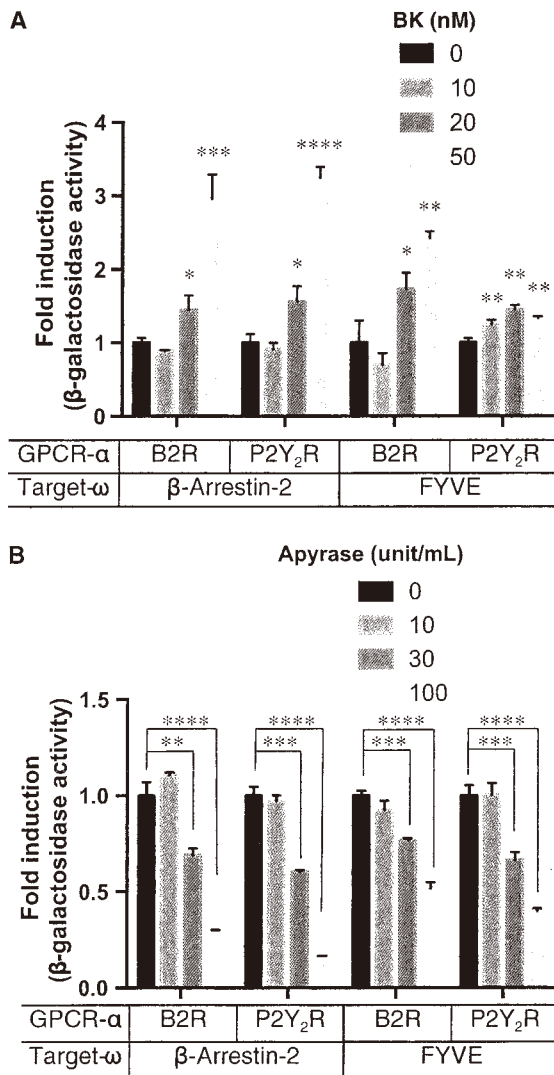 A
BK (nM)
0
10
20
50
Fold induction
(β-galactosidase activity)
4
3
2
1
0
*
***
*
****
*
**
**
**
**
GPCR-α B2R P2Y₂R B2R P2Y₂R
Target-ω β-Arrestin-2 FYVE
B
Apyrase (unit/mL)
0
10
30
100
Fold induction
(β-galactosidase activity)
1.5
1.0
0.5
0.0
**** **** **** ****
** *** *** ***
GPCR-α B2R P2Y₂R B2R P2Y₂R
Target-ω β-Arrestin-2 FYVE